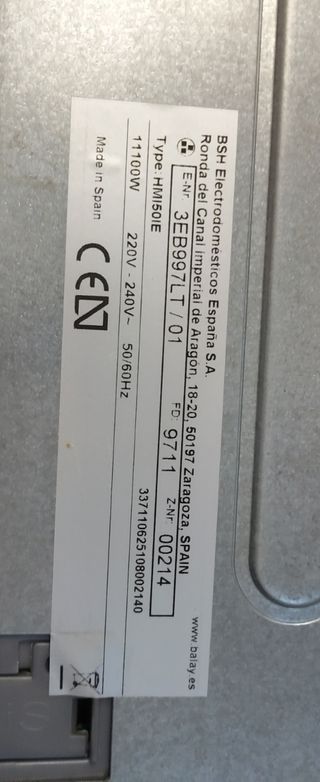 BSH Electrodomésticos España S.A.
Ronda del Canal Imperial de Aragón, 18-20, 50197 Zaragoza, SPAIN
www.balay.es
E-Nr. 3EB997LT / 01 FD: 9711 Z-Nr: 00214
Type: HMI50IE
337110625108002140
11100W 220V - 240V~ 50/60Hz
Made in Spain
CE N